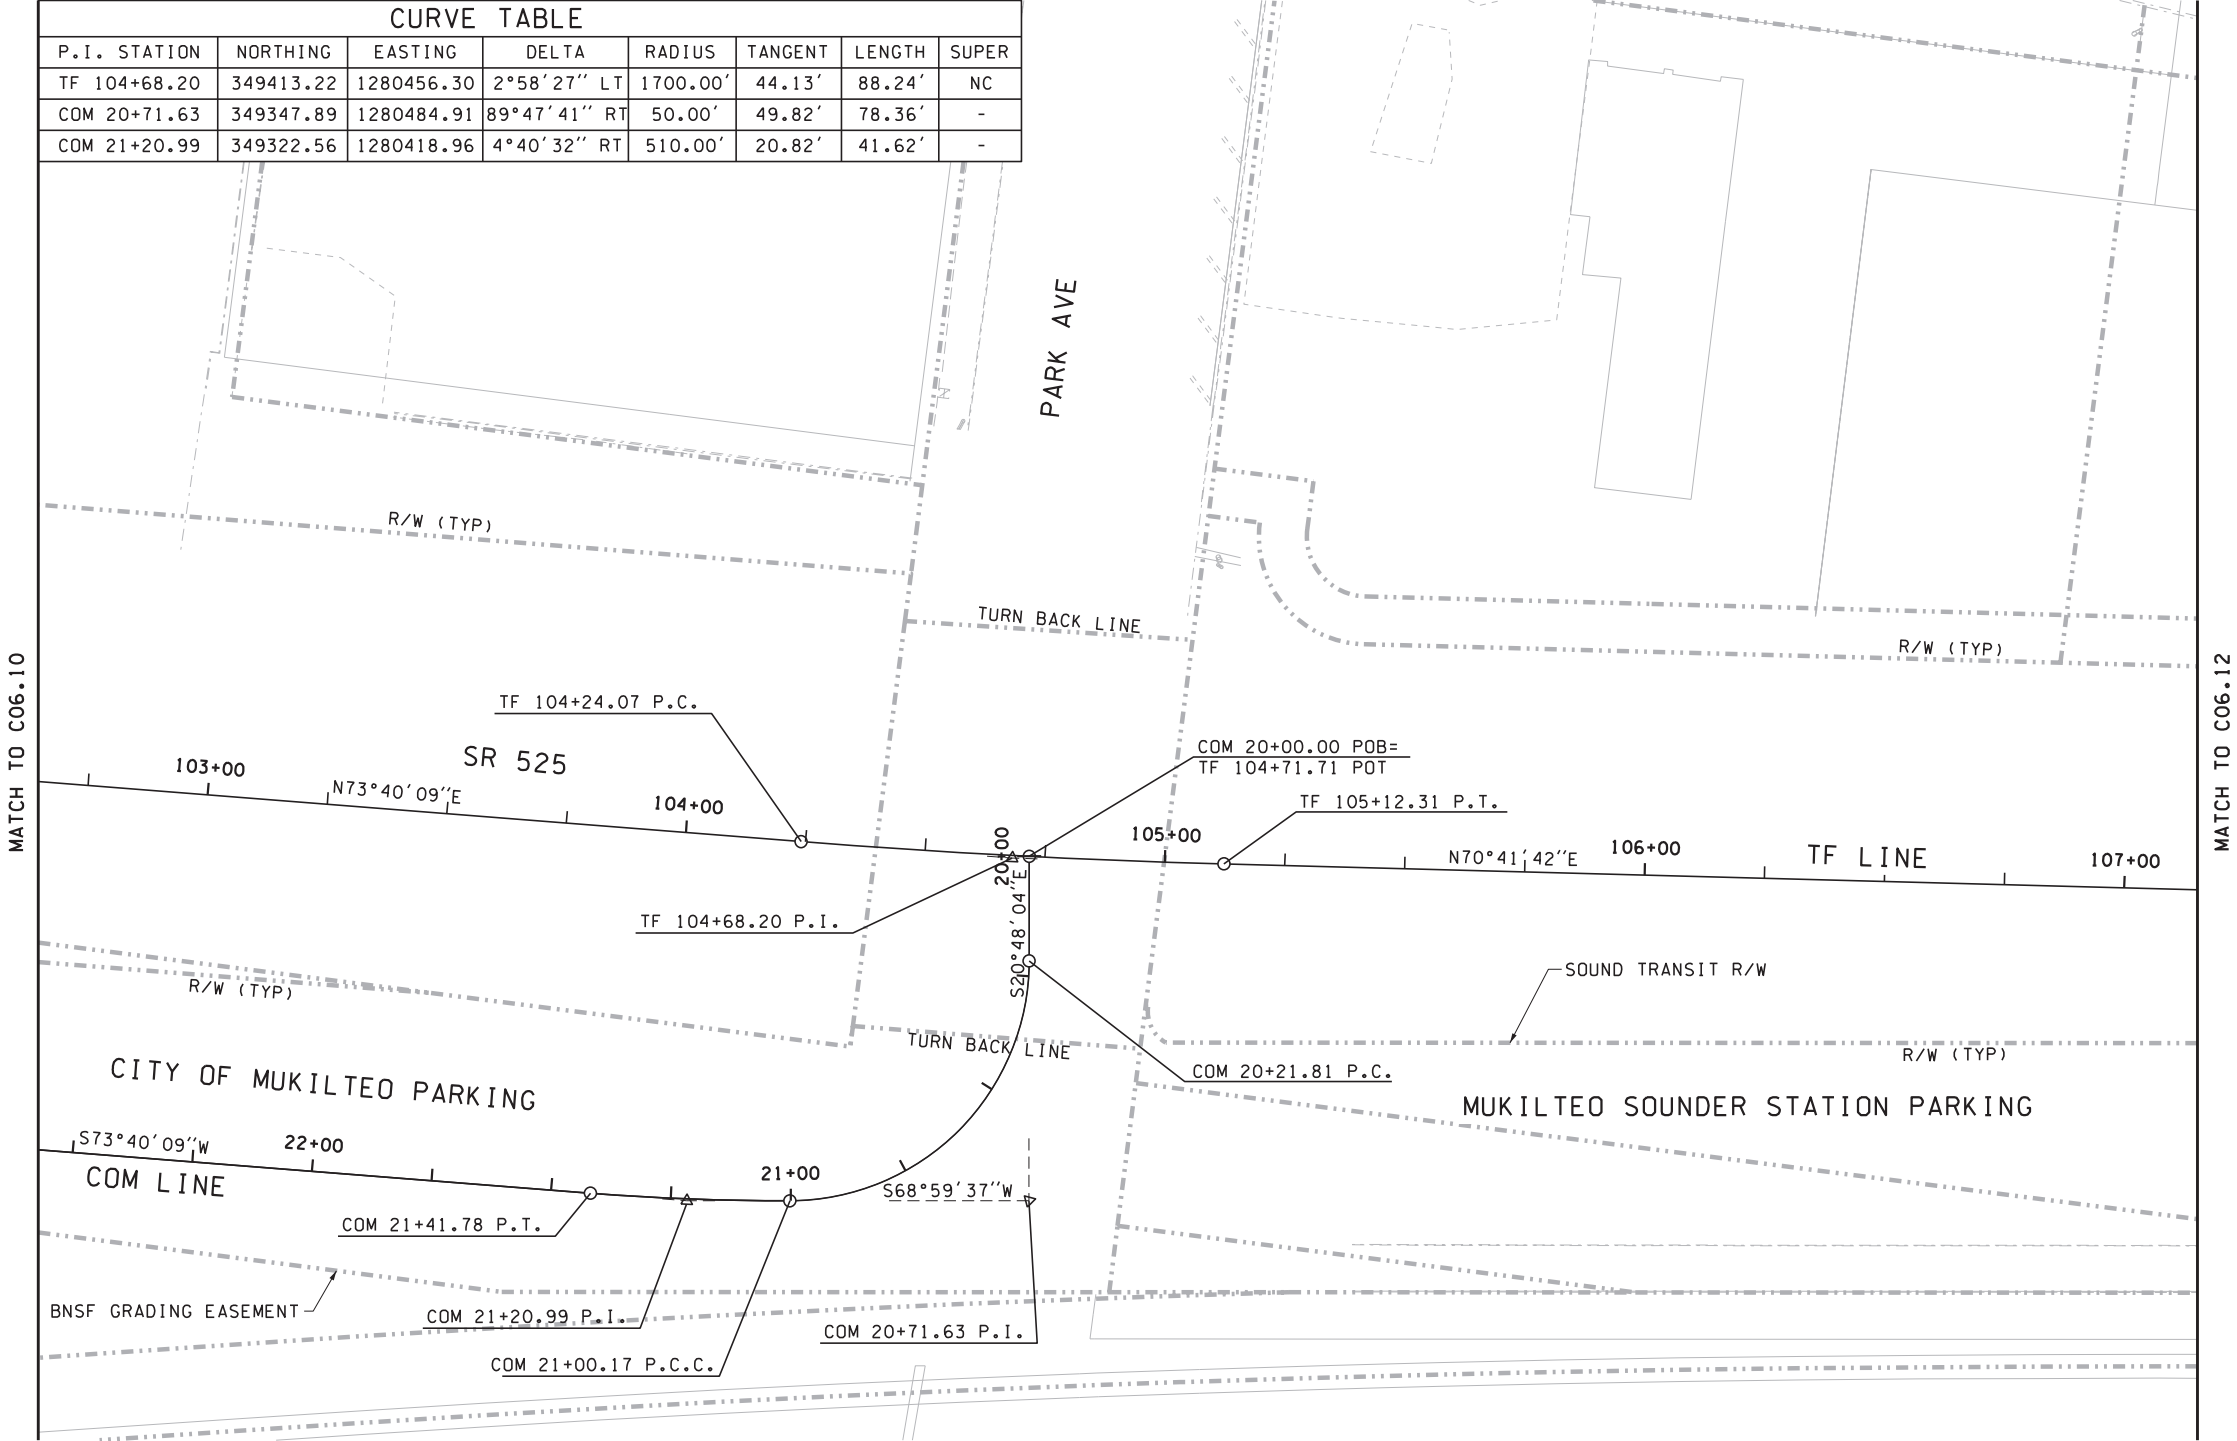 CURVE TABLE
P.I. STATION NORTHING EASTING DELTA RADIUS TANGENT LENGTH SUPER
TF 104+68.20 349413.22 1280456.30 2°58'27" LT 1700.00' 44.13' 88.24' NC
COM 20+71.63 349347.89 1280484.91 89°47'41" RT 50.00' 49.82' 78.36' -
COM 21+20.99 349322.56 1280418.96 4°40'32" RT 510.00' 20.82' 41.62' -
PARK AVE
R/W (TYP)
TURN BACK LINE
R/W (TYP)
MATCH TO C06.10
MATCH TO C06.12
TF 104+24.07 P.C.
SR 525
COM 20+00.00 POB=
TF 104+71.71 POT
103+00
N73°40'09"E
104+00
TF 105+12.31 P.T.
20+00
105+00
N70°41'42"E
106+00
TF LINE
107+00
S20°48'04"E
TF 104+68.20 P.I.
SOUND TRANSIT R/W
R/W (TYP)
TURN BACK LINE
R/W (TYP)
CITY OF MUKILTEO PARKING
COM 20+21.81 P.C.
MUKILTEO SOUNDER STATION PARKING
S73°40'09"W
22+00
COM LINE
21+00
S68°59'37"W
COM 21+41.78 P.T.
BNSF GRADING EASEMENT
COM 21+20.99 P.I.
COM 20+71.63 P.I.
COM 21+00.17 P.C.C.